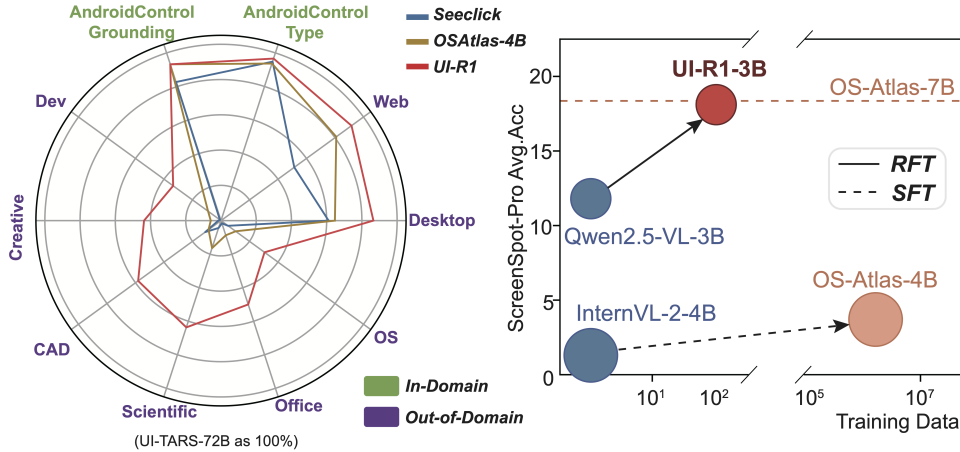 AndroidControl
Grounding
AndroidControl
Type
Seeclick
OSAtlas-4B
UI-R1
Dev
Web
Creative
Desktop
CAD
OS
Scientific
Office
In-Domain
Out-of-Domain
(UI-TARS-72B as 100%)
ScreenSpot-Pro Avg.Acc
20
15
10
5
0
UI-R1-3B
OS-Atlas-7B
RFT
SFT
Qwen2.5-VL-3B
OS-Atlas-4B
InternVL-2-4B
10¹
10²
10⁵
10⁷
Training Data